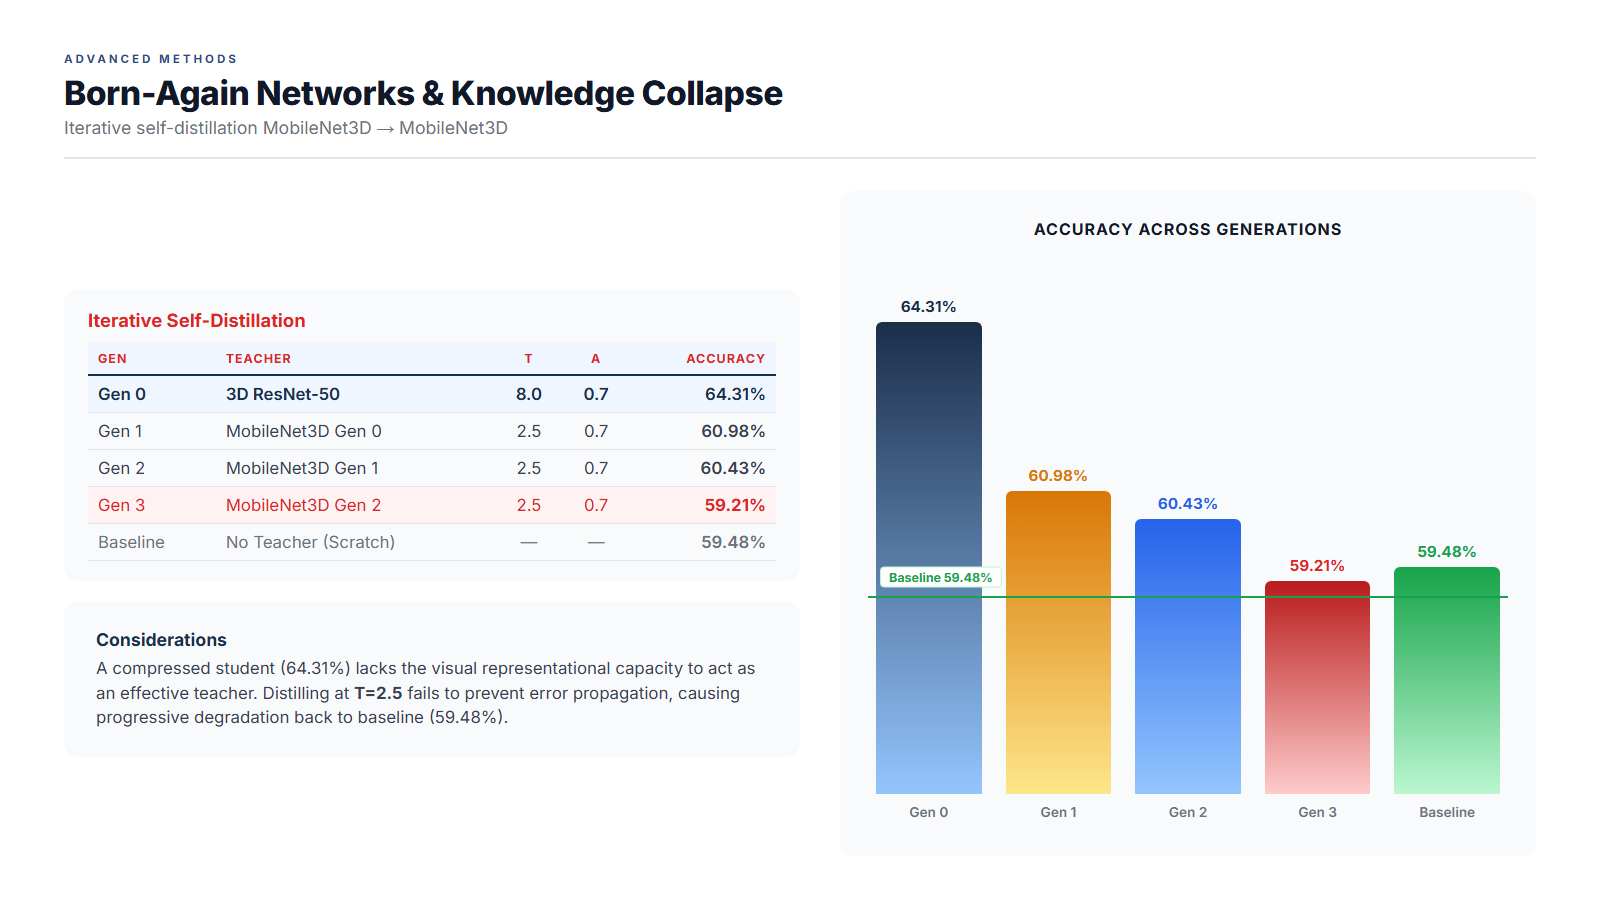 ADVANCED METHODS
Born-Again Networks & Knowledge Collapse
Iterative self-distillation MobileNet3D → MobileNet3D
Iterative Self-Distillation
GEN TEACHER T A ACCURACY
Gen 0 3D ResNet-50 8.0 0.7 64.31%
Gen 1 MobileNet3D Gen 0 2.5 0.7 60.98%
Gen 2 MobileNet3D Gen 1 2.5 0.7 60.43%
Gen 3 MobileNet3D Gen 2 2.5 0.7 59.21%
Baseline No Teacher (Scratch) — — 59.48%
Considerations
A compressed student (64.31%) lacks the visual representational capacity to act as
an effective teacher. Distilling at T=2.5 fails to prevent error propagation, causing
progressive degradation back to baseline (59.48%).
ACCURACY ACROSS GENERATIONS
64.31%
60.98%
60.43%
59.21%
59.48%
Baseline 59.48%
Gen 0 Gen 1 Gen 2 Gen 3 Baseline